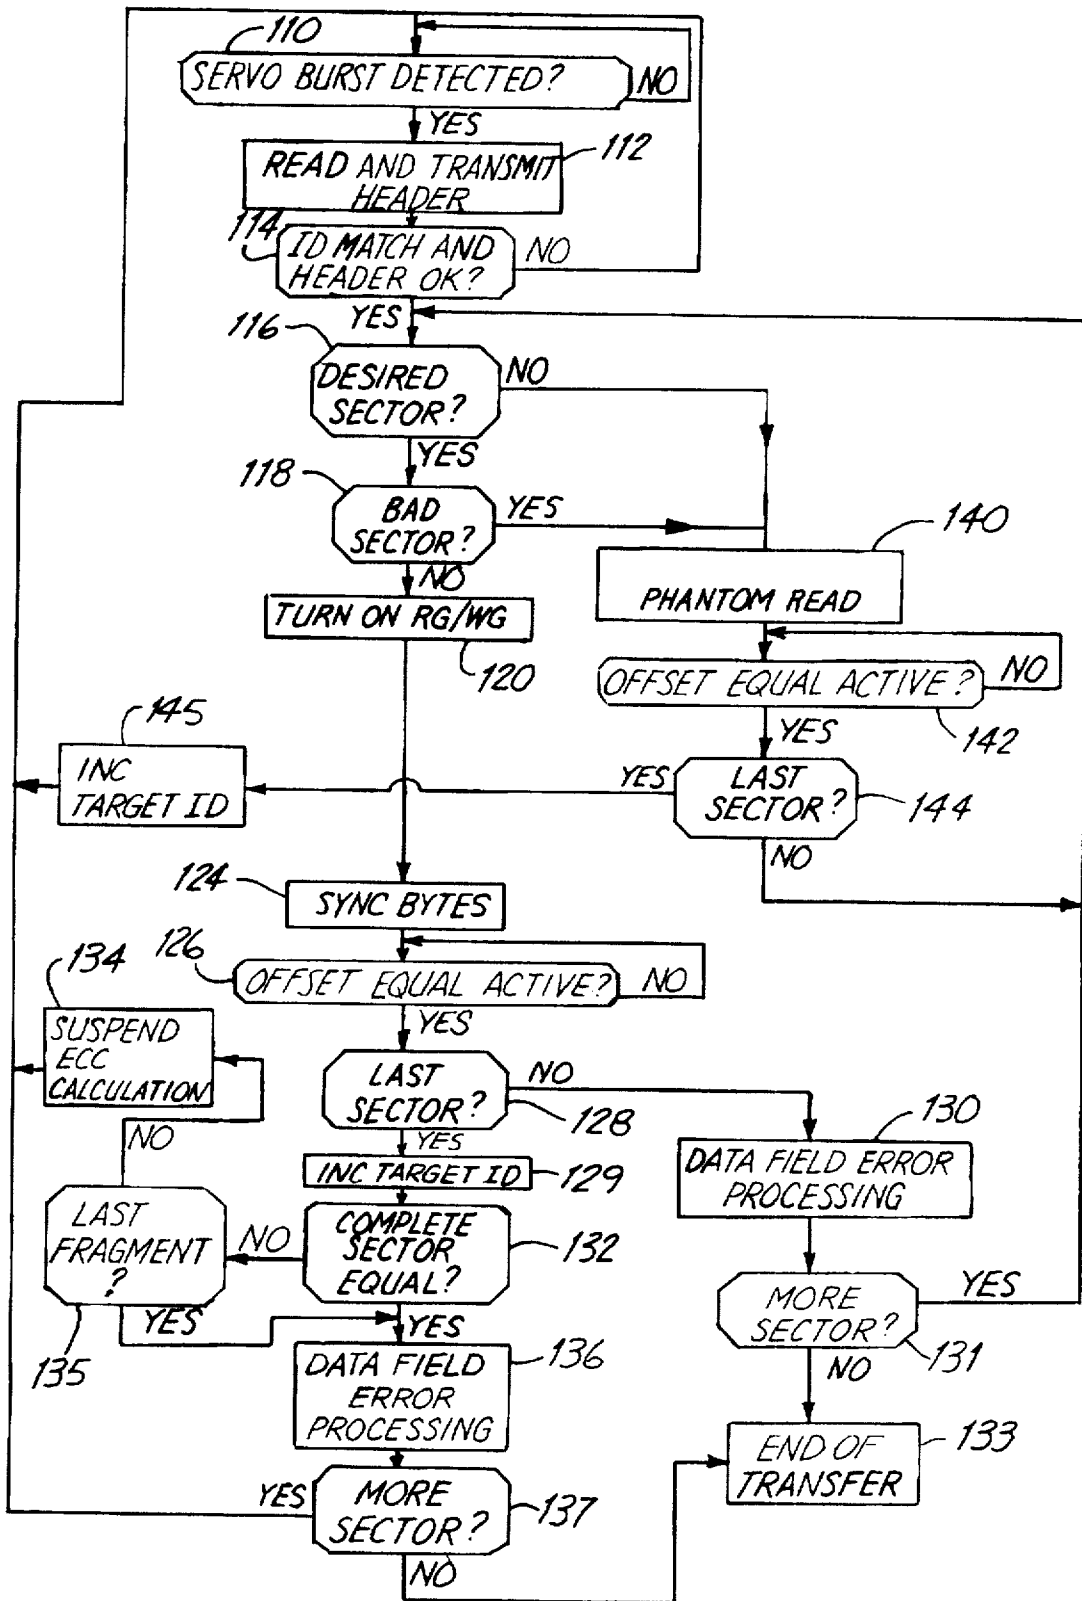 110
SERVO BURST DETECTED?
NO
YES
112
READ AND TRANSMIT
HEADER
114
ID MATCH AND
HEADER OK?
NO
YES
116
DESIRED
SECTOR?
NO
YES
118
BAD
SECTOR?
YES
NO
140
PHANTOM READ
TURN ON RG/WG
120
OFFSET EQUAL ACTIVE?
NO
142
YES
145
INC
TARGET ID
YES
LAST
SECTOR?
144
NO
124
SYNC BYTES
126
OFFSET EQUAL ACTIVE?
NO
YES
134
SUSPEND
ECC
CALCULATION
LAST
SECTOR?
NO
128
YES
130
DATA FIELD ERROR
PROCESSING
NO
INC TARGET ID
129
LAST
FRAGMENT
?
NO
COMPLETE
SECTOR
EQUAL?
132
YES
135
YES
MORE
SECTOR?
YES
131
NO
DATA FIELD
ERROR
PROCESSING
136
END OF
TRANSFER
133
YES
MORE
SECTOR?
137
NO